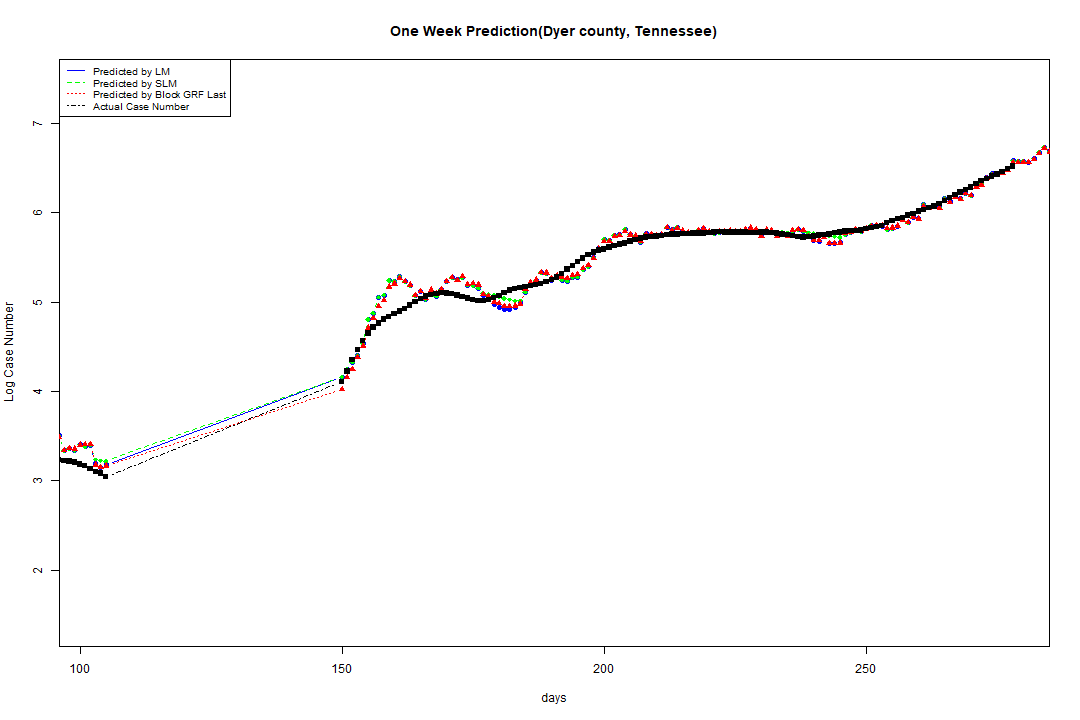 One Week Prediction(Dyer county, Tennessee)
Predicted by LM
Predicted by SLM
Predicted by Block GRF Last
Actual Case Number
7
6
5
4
3
2
Log Case Number
100 150 200 250
days